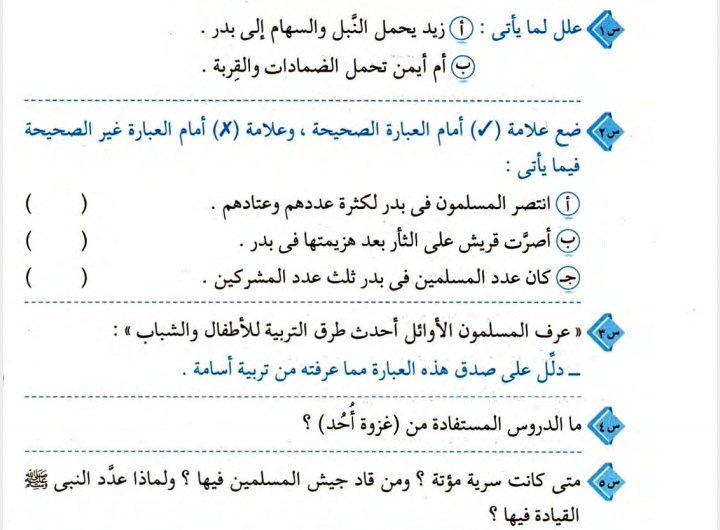 س١ علل لما يأتى : أ زيد يحمل النَّبل والسهام إلى بدر .
ب أم أيمن تحمل الضمادات والقِربة .
س٢ ضع علامة (✓) أمام العبارة الصحيحة ، وعلامة (✗) أمام العبارة غير الصحيحة
فيما يأتى :
أ انتصر المسلمون فى بدر لكثرة عددهم وعتادهم . ( )
ب أصرَّت قريش على الثأر بعد هزيمتها فى بدر . ( )
جـ كان عدد المسلمين فى بدر ثلث عدد المشركين . ( )
س٣ « عرف المسلمون الأوائل أحدث طرق التربية للأطفال والشباب » :
ــ دلِّل على صدق هذه العبارة مما عرفته من تربية أسامة .
س٤ ما الدروس المستفادة من (غزوة أُحُد) ؟
س٥ متى كانت سرية مؤتة ؟ ومن قاد جيش المسلمين فيها ؟ ولماذا عدَّد النبى ﷺ
القيادة فيها ؟